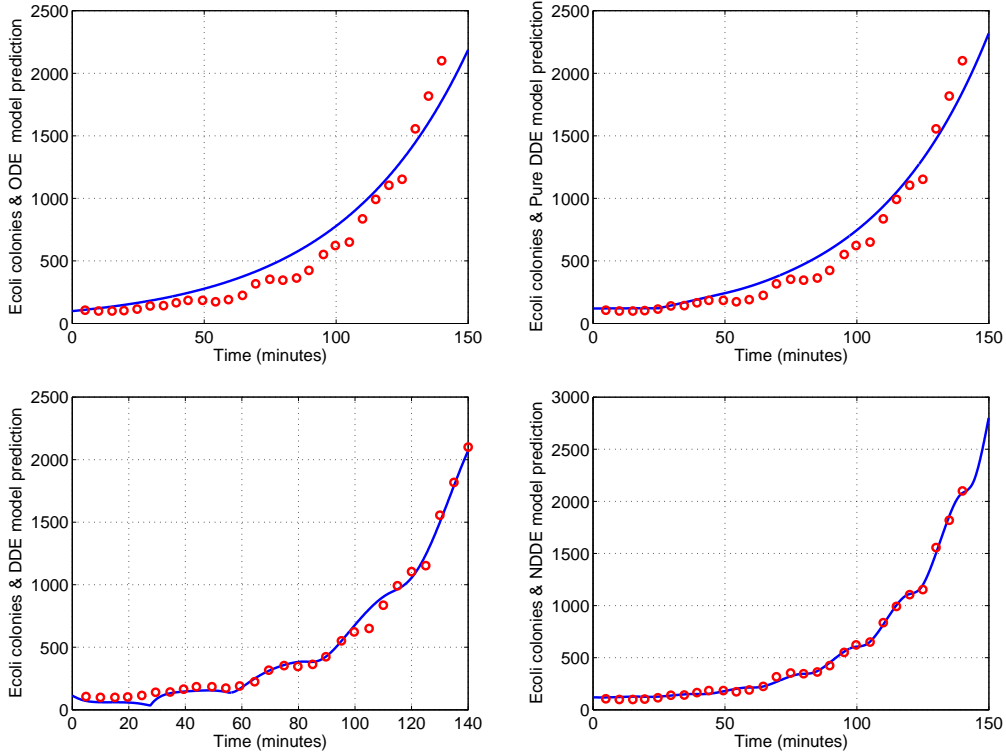 Ecoli colonies & ODE  model prediction
2500
2000
1500
1000
500
0
0 50 100 150
Time (minutes)
Ecoli colonies & Pure DDE model prediction
2500
2000
1500
1000
500
0
0 50 100 150
Time (minutes)
Ecoli colonies & DDE model prediction
2500
2000
1500
1000
500
0
0 20 40 60 80 100 120 140
Time (minutes)
Ecoli colonies & NDDE model prediction
3000
2500
2000
1500
1000
500
0
0 50 100 150
Time (minutes)